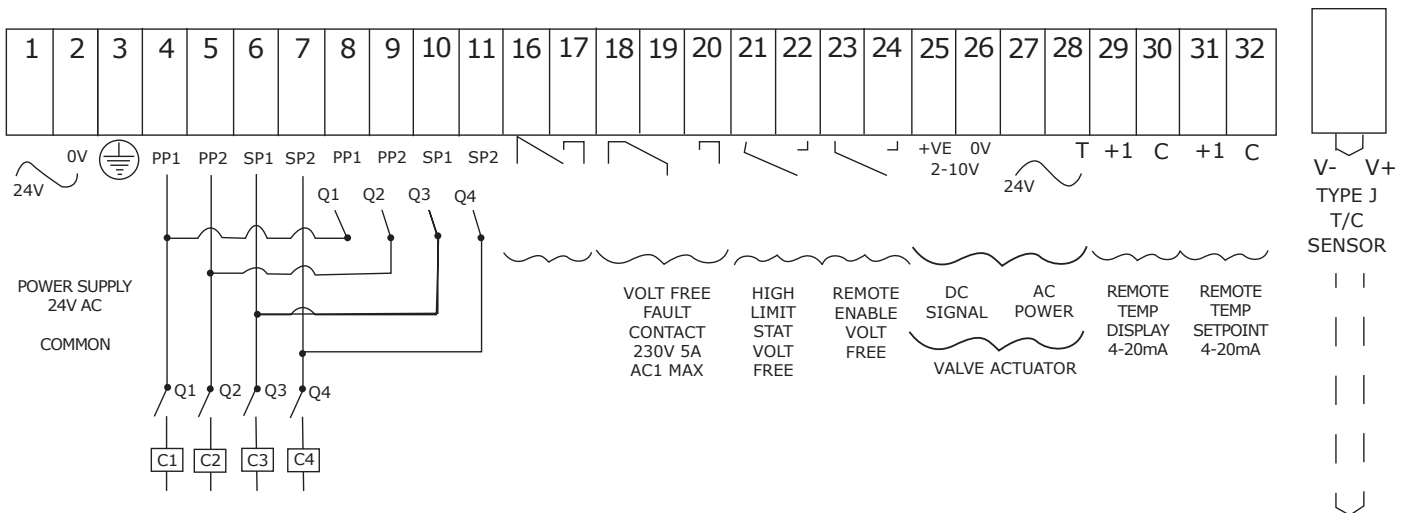 1 2 3 4 5 6 7 8 9 10 11 16 17 18 19 20 21 22 23 24 25 26 27 28 29 30 31 32
24V
0V
PP1 PP2 SP1 SP2 PP1 PP2 SP1 SP2
+VE 0V
2-10V
24V
T +1 C +1 C
V- V+
TYPE J
T/C
SENSOR
Q1 Q2 Q3 Q4
POWER SUPPLY
24V AC
COMMON
VOLT FREE
FAULT
CONTACT
230V 5A
AC1 MAX
HIGH
LIMIT
STAT
VOLT
FREE
REMOTE
ENABLE
VOLT
FREE
DC
SIGNAL
AC
POWER
VALVE ACTUATOR
REMOTE
TEMP
DISPLAY
4-20mA
REMOTE
TEMP
SETPOINT
4-20mA
Q1 Q2 Q3 Q4
C1 C2 C3 C4